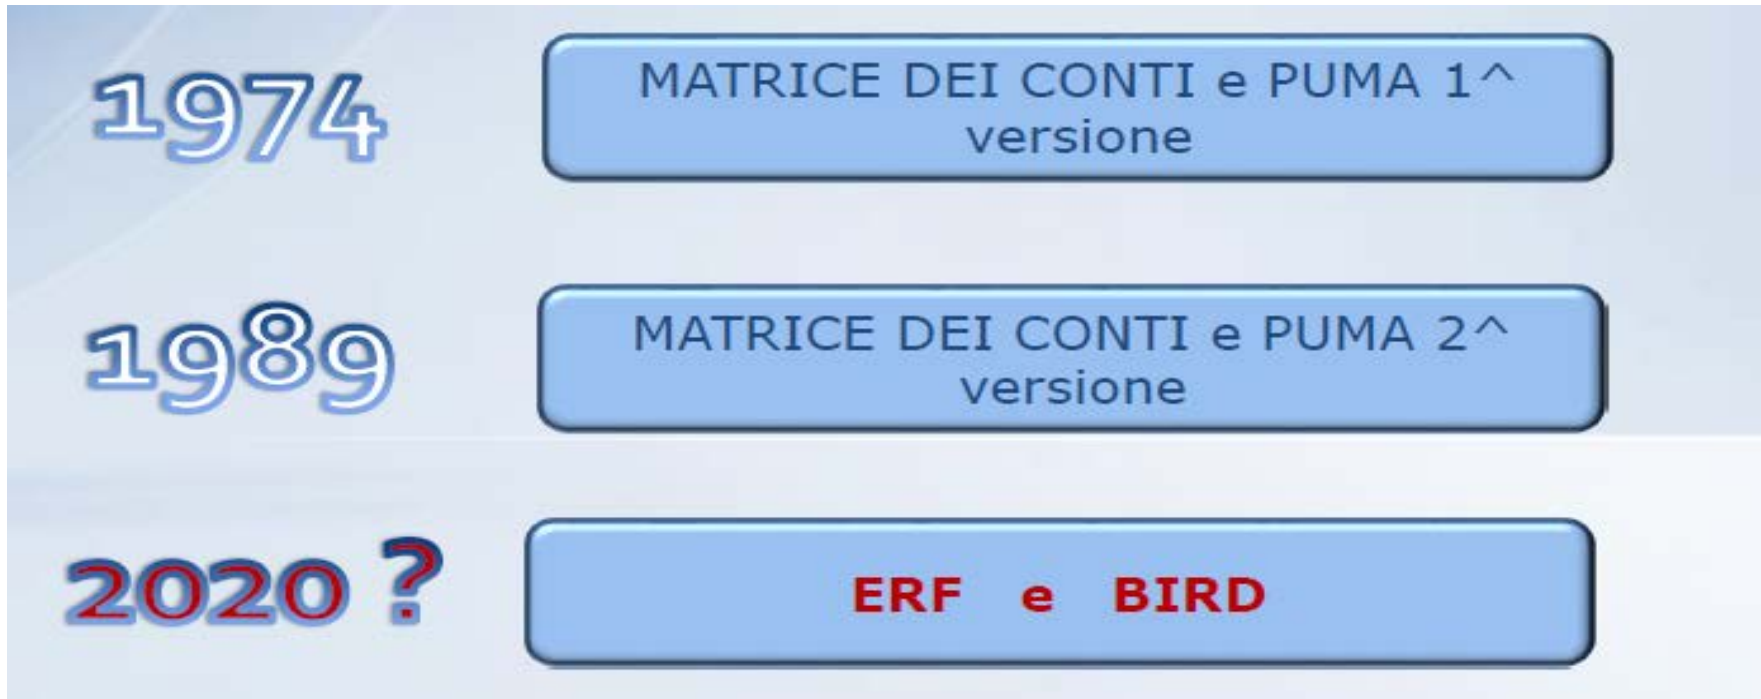 1974
MATRICE DEI CONTI e PUMA 1^
versione
1989
MATRICE DEI CONTI e PUMA 2^
versione
2020 ?
ERF e BIRD